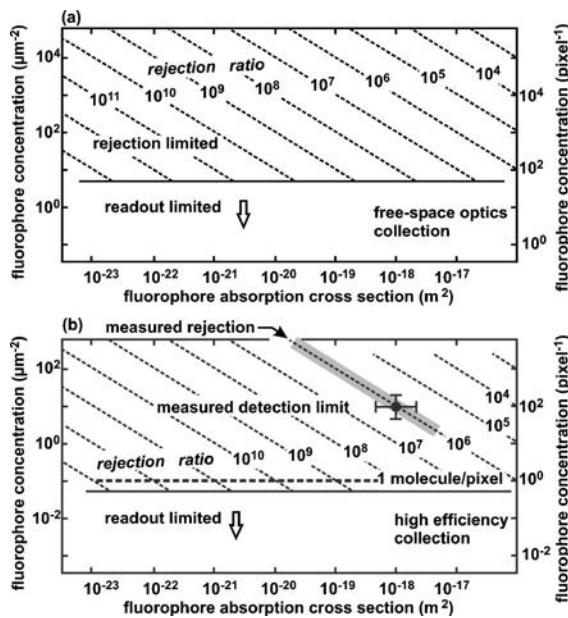 (a)
fluorophore concentration (µm⁻²)
10⁴
10²
10⁰
rejection ratio
10¹¹ 10¹⁰ 10⁹ 10⁸ 10⁷ 10⁶ 10⁵ 10⁴
rejection limited
readout limited
free-space optics
collection
10⁴
10²
10⁰
fluorophore concentration (pixel⁻¹)
10⁻²³ 10⁻²² 10⁻²¹ 10⁻²⁰ 10⁻¹⁹ 10⁻¹⁸ 10⁻¹⁷
fluorophore absorption cross section (m²)
(b)
measured rejection
fluorophore concentration (µm⁻²)
10²
10⁰
10⁻²
measured detection limit
rejection ratio 10¹⁰ 10⁹ 10⁸ 10⁷ 10⁶ 10⁵ 10⁴
1 molecule/pixel
readout limited
high efficiency
collection
10²
10⁰
10⁻²
fluorophore concentration (pixel⁻¹)
10⁻²³ 10⁻²² 10⁻²¹ 10⁻²⁰ 10⁻¹⁹ 10⁻¹⁸ 10⁻¹⁷
fluorophore absorption cross section (m²)